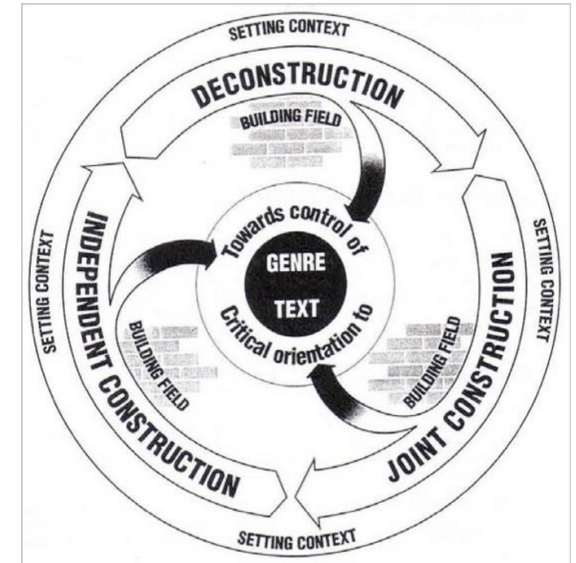 SETTING CONTEXT
DECONSTRUCTION
BUILDING FIELD
Towards control of
GENRE
TEXT
Critical orientation to
SETTING CONTEXT
INDEPENDENT CONSTRUCTION
BUILDING FIELD
BUILDING FIELD
JOINT CONSTRUCTION
SETTING CONTEXT
SETTING CONTEXT